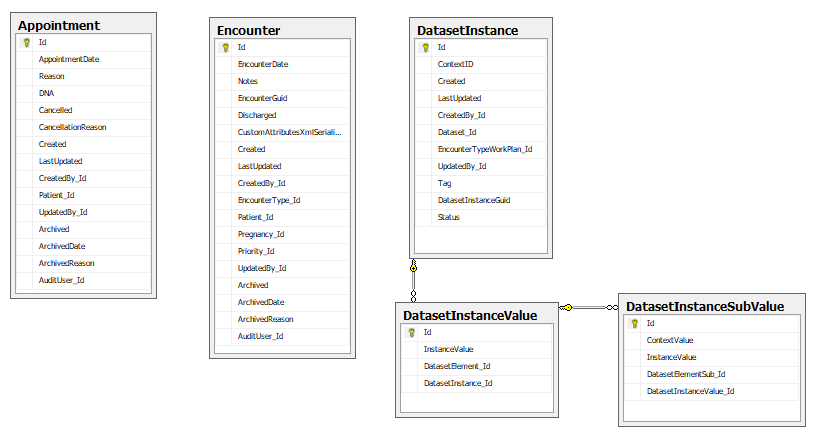 Appointment
Id
AppointmentDate
Reason
DNA
Cancelled
CancellationReason
Created
LastUpdated
CreatedBy_Id
Patient_Id
UpdatedBy_Id
Archived
ArchivedDate
ArchivedReason
AuditUser_Id
Encounter
Id
EncounterDate
Notes
EncounterGuid
Discharged
CustomAttributesXmlSeriali...
Created
LastUpdated
CreatedBy_Id
EncounterType_Id
Patient_Id
Pregnancy_Id
Priority_Id
UpdatedBy_Id
Archived
ArchivedDate
ArchivedReason
AuditUser_Id
DatasetInstance
Id
ContextID
Created
LastUpdated
CreatedBy_Id
Dataset_Id
EncounterTypeWorkPlan_Id
UpdatedBy_Id
Tag
DatasetInstanceGuid
Status
DatasetInstanceValue
Id
InstanceValue
DatasetElement_Id
DatasetInstance_Id
DatasetInstanceSubValue
Id
ContextValue
InstanceValue
DatasetElementSub_Id
DatasetInstanceValue_Id